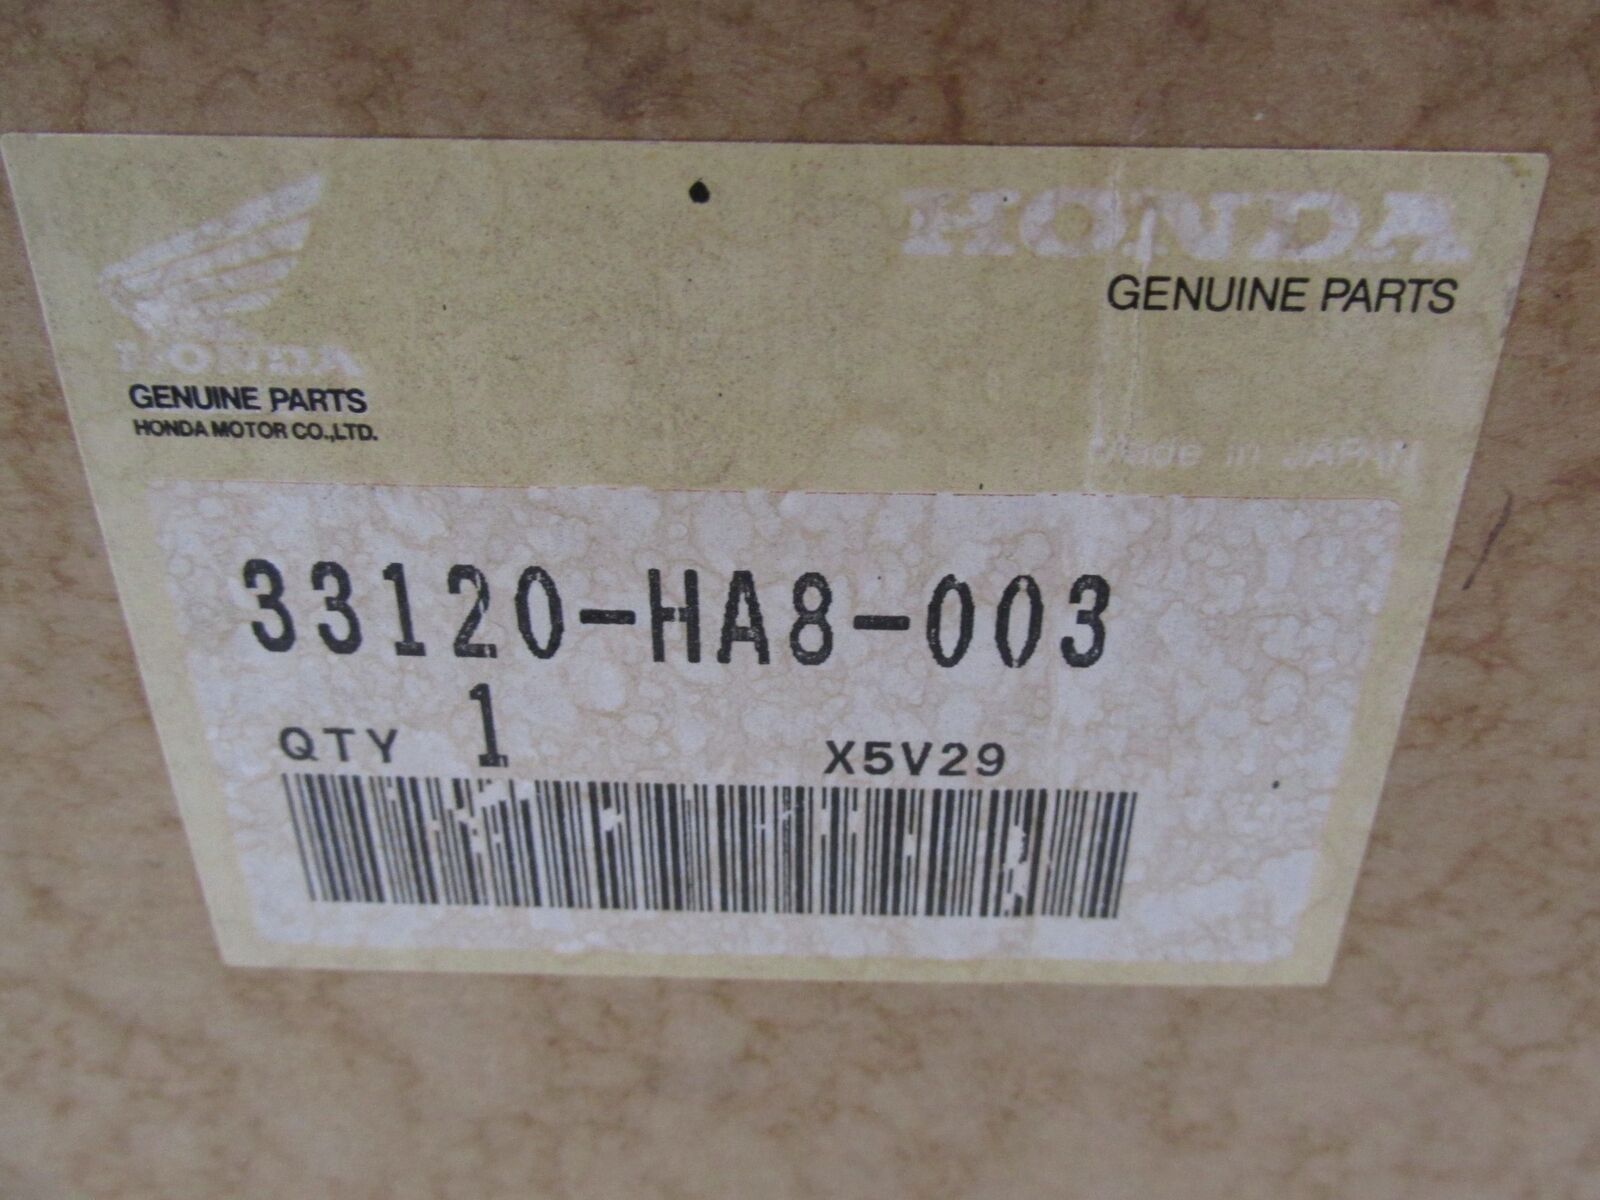 HONDA
GENUINE PARTS
HONDA
GENUINE PARTS
HONDA MOTOR CO.,LTD.
Made in JAPAN
33120-HA8-003
QTY 1 X5V29